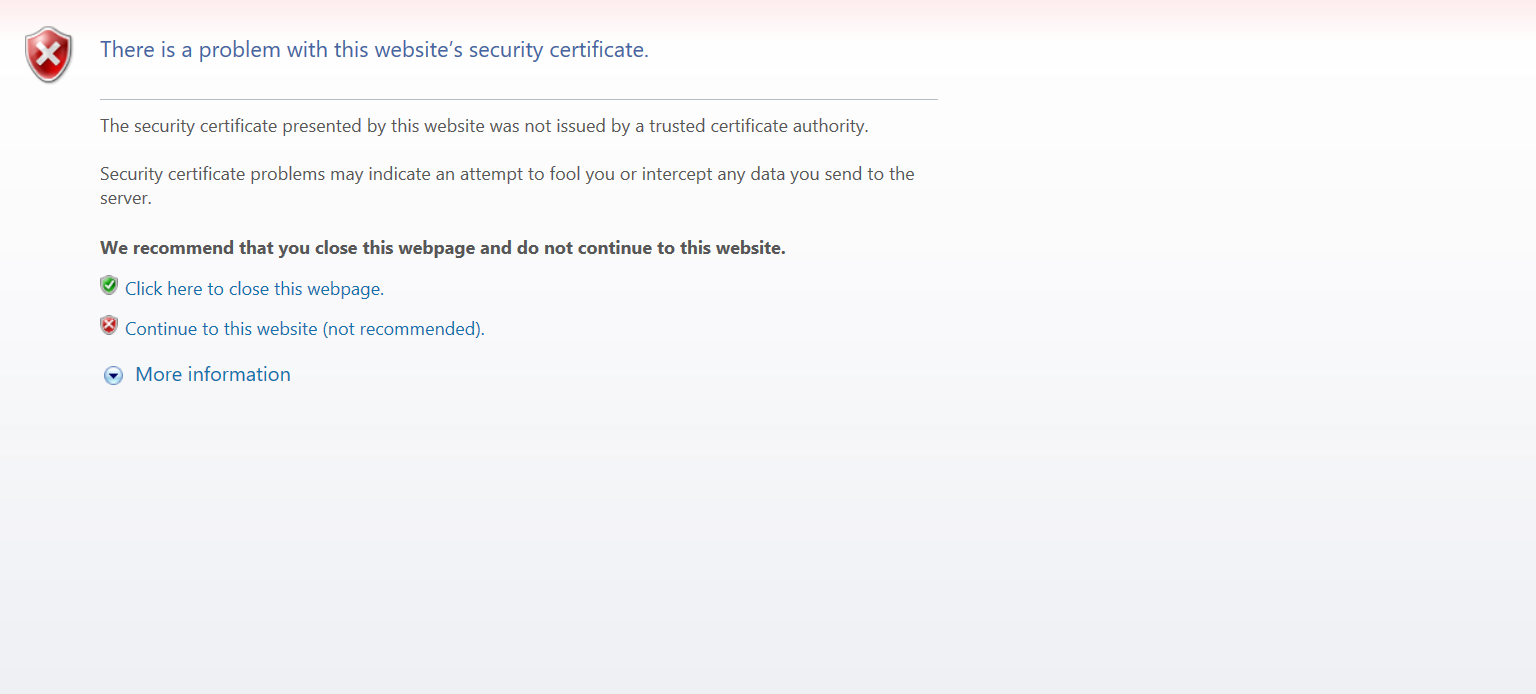 There is a problem with this website’s security certificate.
The security certificate presented by this website was not issued by a trusted certificate authority.
Security certificate problems may indicate an attempt to fool you or intercept any data you send to the
server.
We recommend that you close this webpage and do not continue to this website.
Click here to close this webpage.
Continue to this website (not recommended).
More information